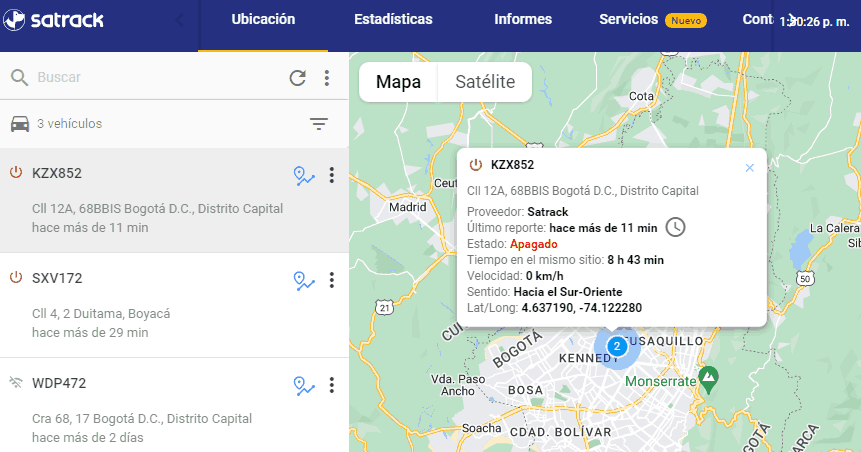 satrack
Ubicación
Estadísticas
Informes
Servicios
Nuevo
Cont
1:50:26 p. m.
Buscar
3 vehículos
KZX852
Cll 12A, 68BBIS Bogotá D.C., Distrito Capital
hace más de 11 min
SXV172
Cll 4, 2 Duitama, Boyacá
hace más de 29 min
WDP472
Cra 68, 17 Bogotá D.C., Distrito Capital
hace más de 2 días
Mapa
Satélite
Cota
KZX852
Cll 12A, 68BBIS Bogotá D.C., Distrito Capital
Proveedor: Satrack
Último reporte: hace más de 11 min
Estado: Apagado
Tiempo en el mismo sitio: 8 h 43 min
Velocidad: 0 km/h
Sentido: Hacia el Sur-Oriente
Lat/Long: 4.637190, -74.122280
Madrid
La Calera
50
21
BOGOTÁ
2
USAQUILLO
KENNEDY
Monserrate
Vda. Paso
Ancho
BOSA
Soacha
CDAD. BOLÍVAR